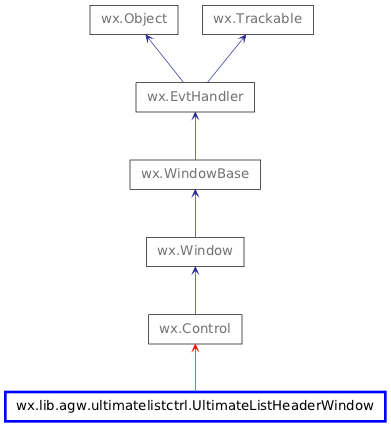 wx.Object
wx.Trackable
wx.EvtHandler
wx.WindowBase
wx.Window
wx.Control
wx.lib.agw.ultimatelistctrl.UltimateListHeaderWindow